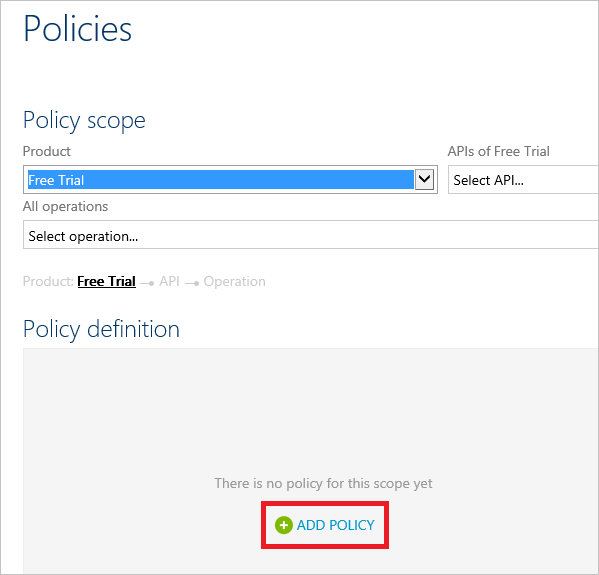 Policies
Policy scope
Product APIs of Free Trial
Free Trial Select API...
All operations
Select operation...
Product: Free Trial API Operation
Policy definition
There is no policy for this scope yet
ADD POLICY